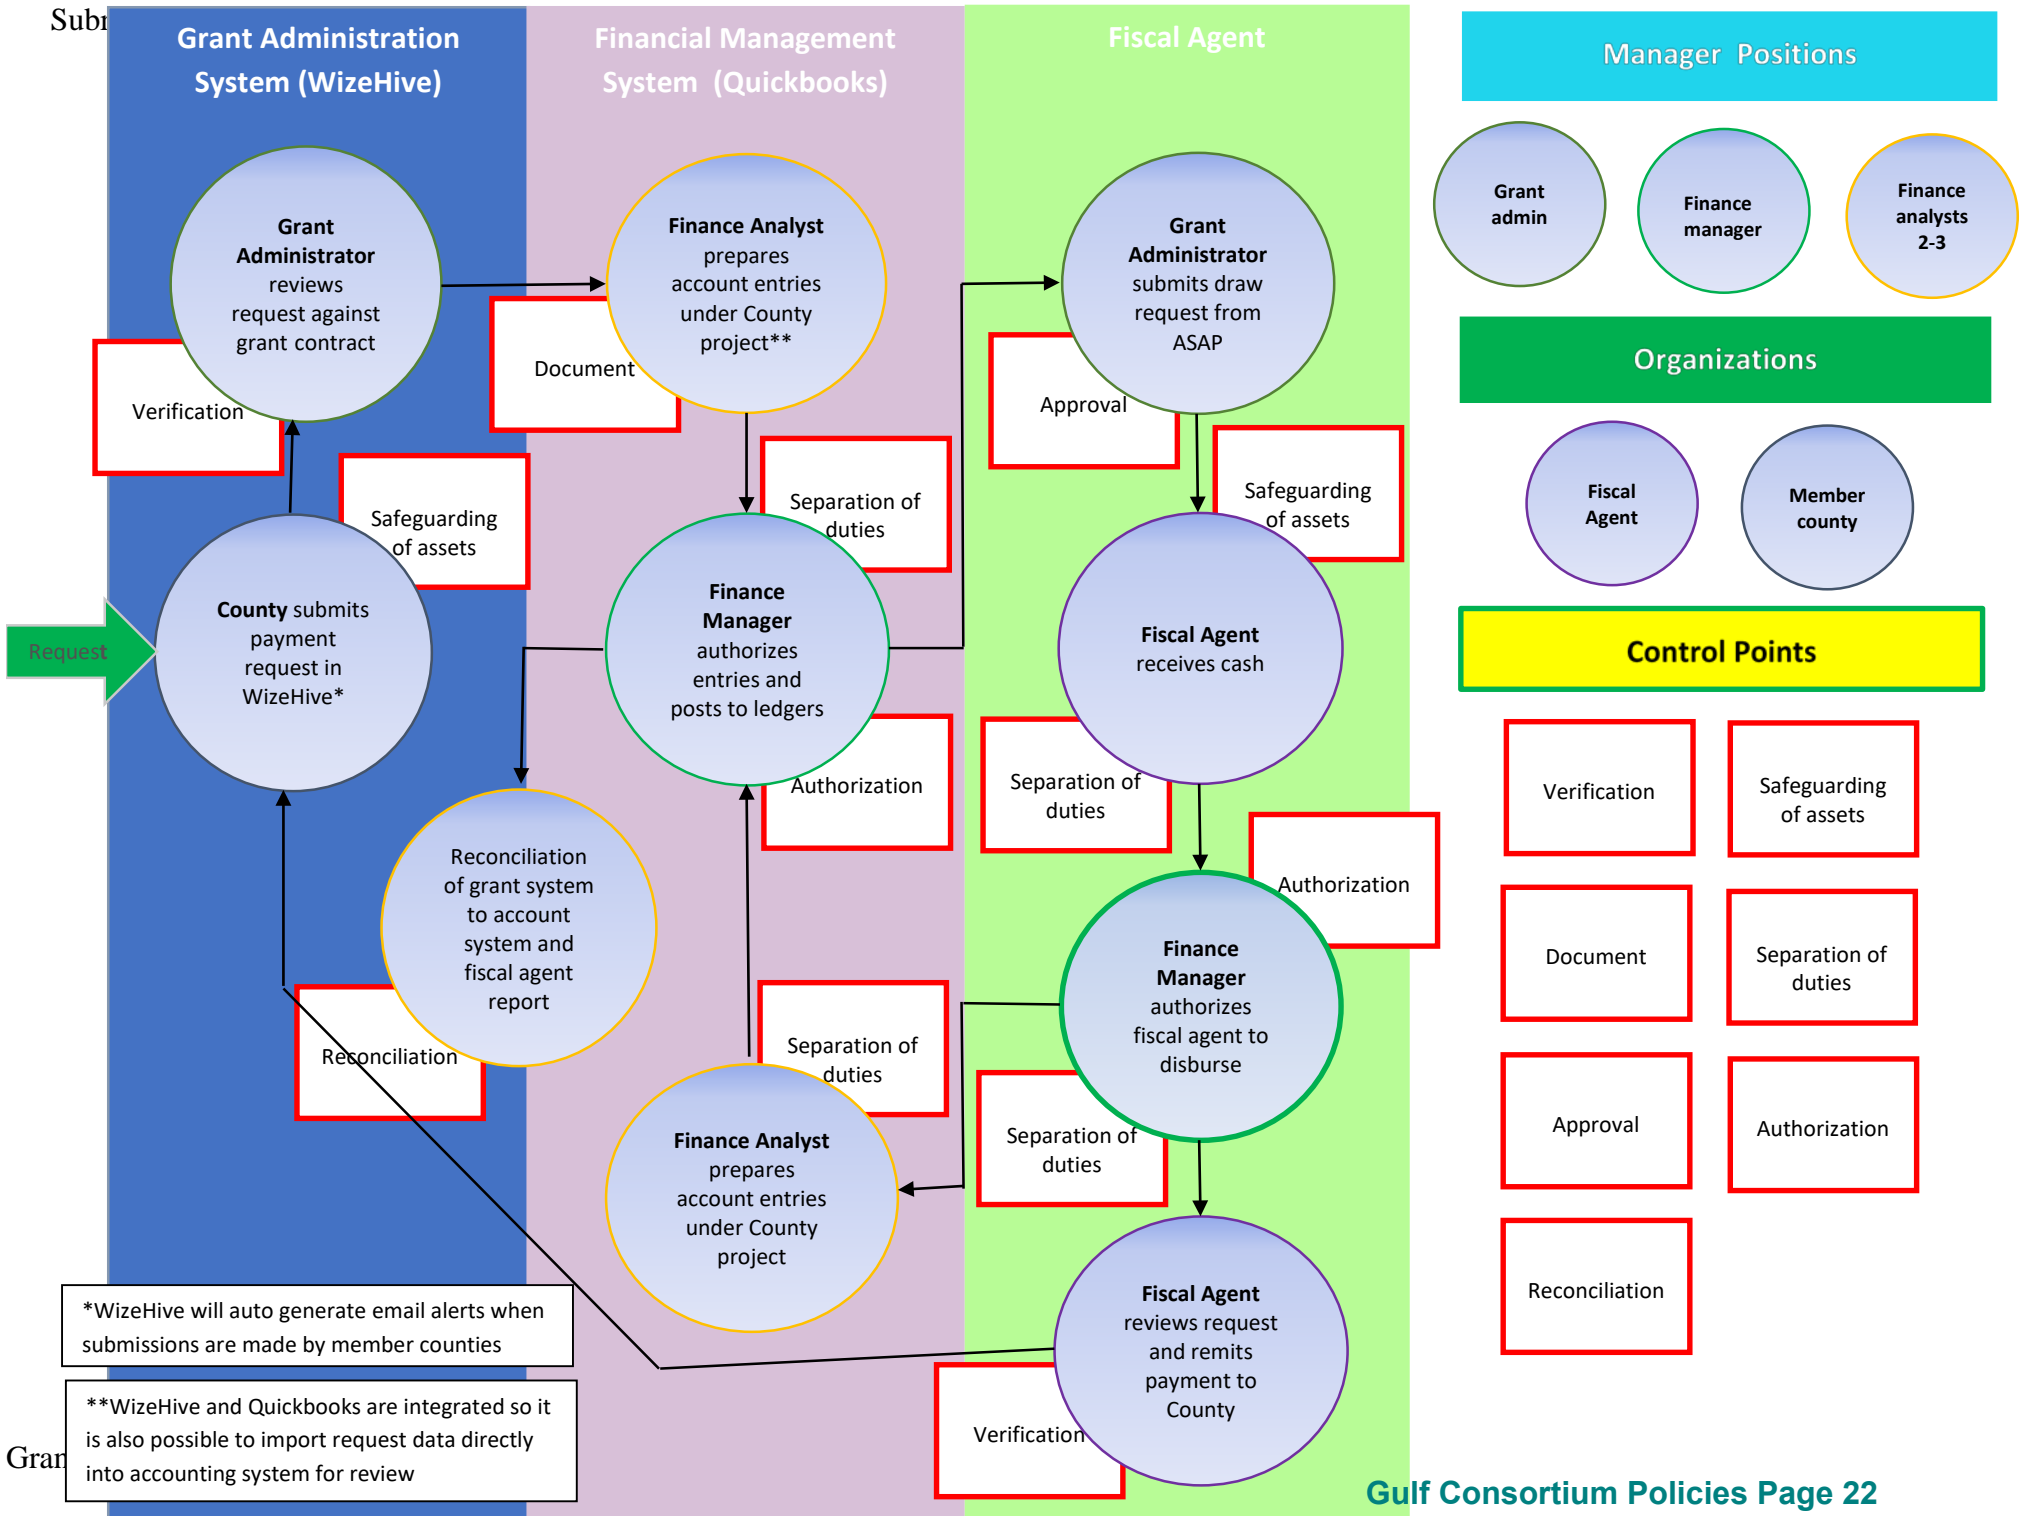 Subr
Grant Administration
System (WizeHive)
Financial Management
System (Quickbooks)
Fiscal Agent
Manager Positions
Grant
Administrator
reviews
request against
grant contract
Verification
Finance Analyst
prepares
account entries
under County
project**
Document
Grant
Administrator
submits draw
request from
ASAP
Approval
Grant
admin
Finance
manager
Finance
analysts
2-3
Organizations
Fiscal
Agent
Member
county
Safeguarding
of assets
Separation of
duties
Safeguarding
of assets
Request
County submits
payment
request in
WizeHive*
Finance
Manager
authorizes
entries and
posts to ledgers
Authorization
Fiscal Agent
receives cash
Separation of
duties
Control Points
Verification
Safeguarding
of assets
Document
Separation of
duties
Approval
Authorization
Reconciliation
Reconciliation
of grant system
to account
system and
fiscal agent
report
Reconciliation
Authorization
Finance
Manager
authorizes
fiscal agent to
disburse
Separation of
duties
Separation of
duties
Finance Analyst
prepares
account entries
under County
project
Fiscal Agent
reviews request
and remits
payment to
County
Verification
*WizeHive will auto generate email alerts when
submissions are made by member counties
**WizeHive and Quickbooks are integrated so it
is also possible to import request data directly
into accounting system for review
Gran
Gulf Consortium Policies Page 22